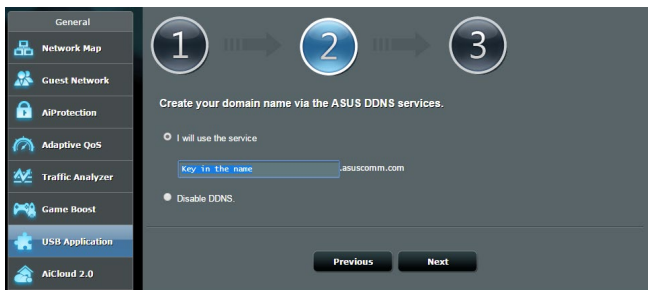 General
Network Map
Guest Network
AiProtection
Adaptive QoS
Traffic Analyzer
Game Boost
USB Application
AiCloud 2.0
1 2 3
Create your domain name via the ASUS DDNS services.
I will use the service
Key in the name .asuscomm.com
Disable DDNS.
Previous Next